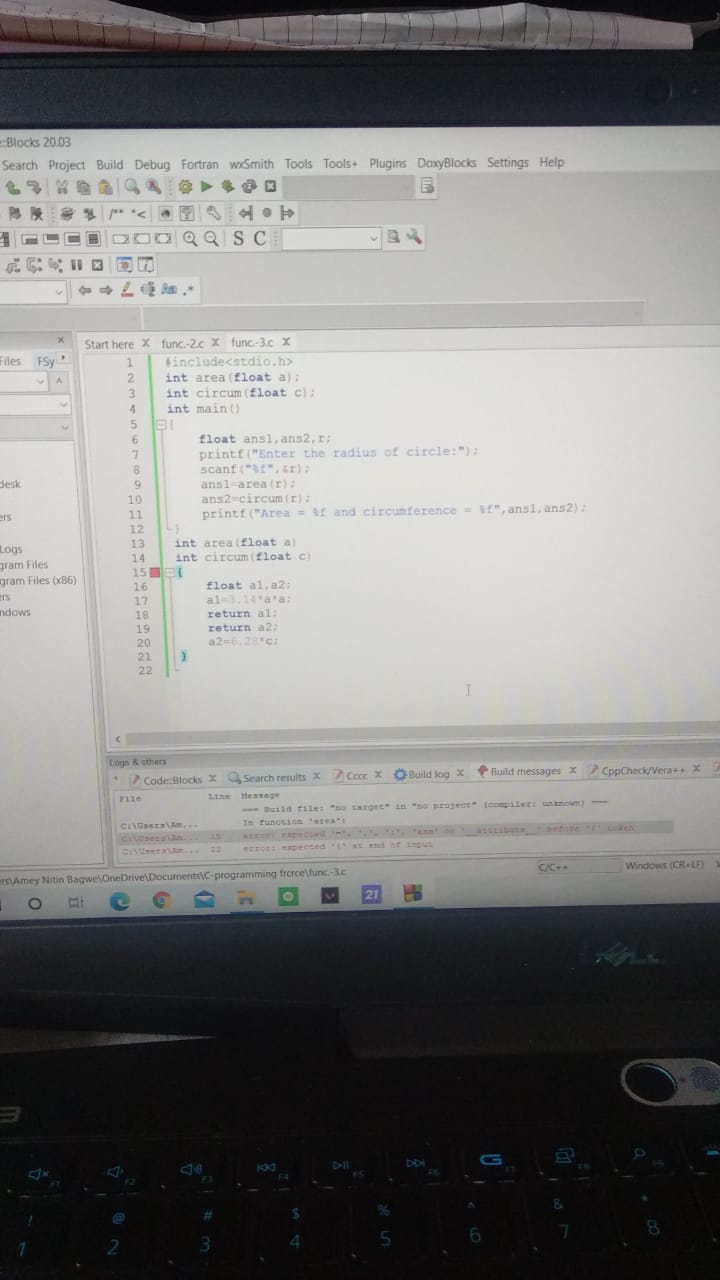 ::Blocks 20.03
Search Project Build Debug Fortran wxSmith Tools Tools+ Plugins DoxyBlocks Settings Help
/** *<
S C
Aa .*
Files FSy
Start here X func.-2.c X func.-3.c X
1 #include<stdio.h>
2 int area(float a);
3 int circum(float c);
4 int main()
5 {
6 float ans1,ans2,r;
7 printf("Enter the radius of circle:");
8 scanf("%f",&r);
9 ans1=area(r);
10 ans2=circum(r);
11 printf("Area = %f and circumference = %f",ans1,ans2);
12 }
13 int area(float a)
14 int circum(float c)
15 {
16 float a1,a2;
17 a1=3.14*a*a;
18 return a1;
19 return a2;
20 a2=6.28*c;
21 }
22
desk
ers
Logs
gram Files
gram Files (x86)
ers
ndows
Logs & others
Code::Blocks X Search results X Cccc X Build log X Build messages X CppCheck/Vera++ X
File Line Message
=== Build file: "no target" in "no project" (compiler: unknown) ===
C:\Users\Am... In function 'area':
C:\Users\Am... 15 error: expected '=', ',', ';', 'asm' or '__attribute__' before '{' token
C:\Users\Am... 22 error: expected '{' at end of input
ers\Amey Nitin Bagwe\OneDrive\Documents\C-programming frcrce\func.-3.c
C/C++ Windows (CR+LF)
21
DELL
F1 F2 F3 F4 F5 F6 G F7 F8 F9
! @ # $ % ^ & *
1 2 3 4 5 6 7 8